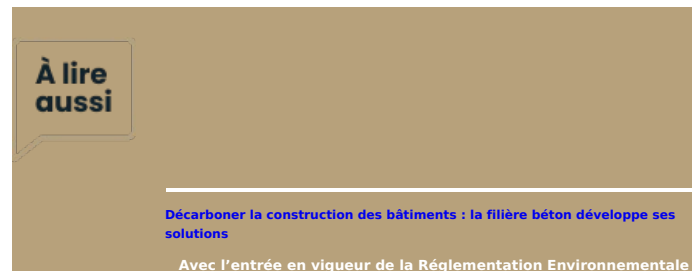 À lire
aussi
Décarboner la construction des bâtiments : la filière béton développe ses
solutions
Avec l’entrée en vigueur de la Réglementation Environnementale